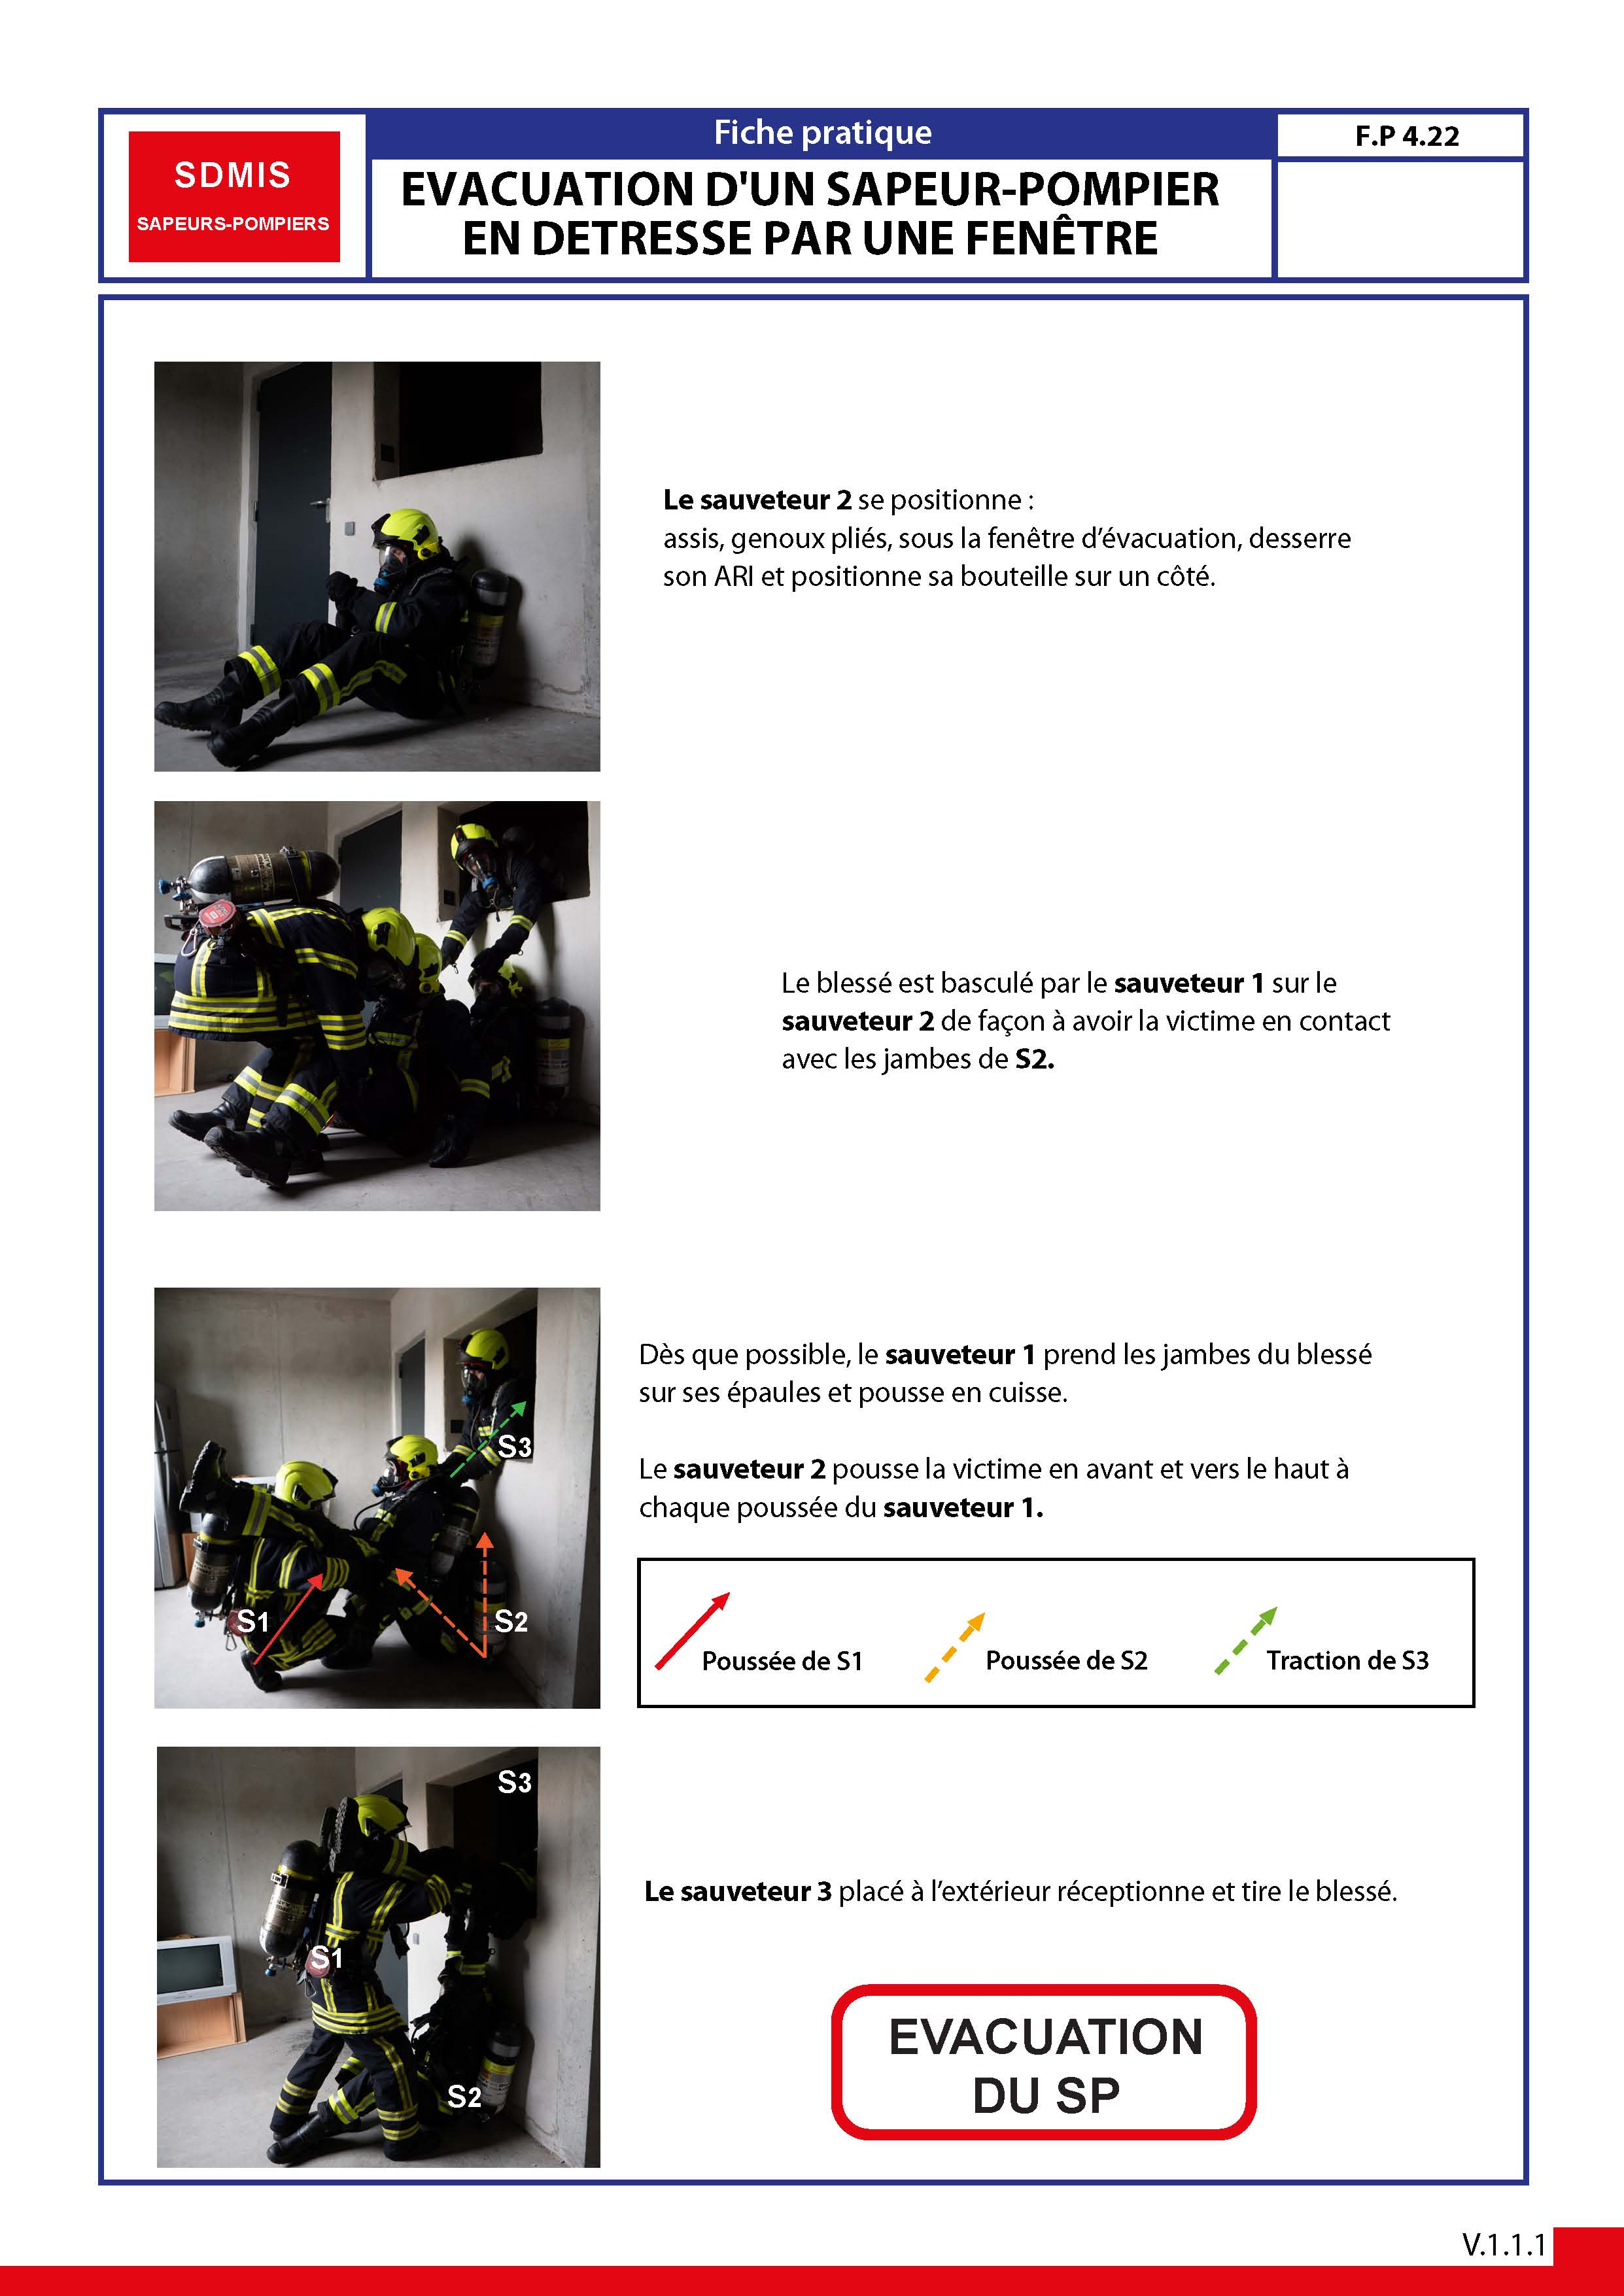 SDMIS
SAPEURS-POMPIERS
Fiche pratique
F.P 4.22
EVACUATION D'UN SAPEUR-POMPIER
EN DETRESSE PAR UNE FENÊTRE
Le sauveteur 2 se positionne :
assis, genoux pliés, sous la fenêtre d’évacuation, desserre
son ARI et positionne sa bouteille sur un côté.
Le blessé est basculé par le sauveteur 1 sur le
sauveteur 2 de façon à avoir la victime en contact
avec les jambes de S2.
Dès que possible, le sauveteur 1 prend les jambes du blessé
sur ses épaules et pousse en cuisse.
Le sauveteur 2 pousse la victime en avant et vers le haut à
chaque poussée du sauveteur 1.
S3
S1
S2
Poussée de S1
Poussée de S2
Traction de S3
S3
S1
S2
Le sauveteur 3 placé à l’extérieur réceptionne et tire le blessé.
EVACUATION
DU SP
V.1.1.1